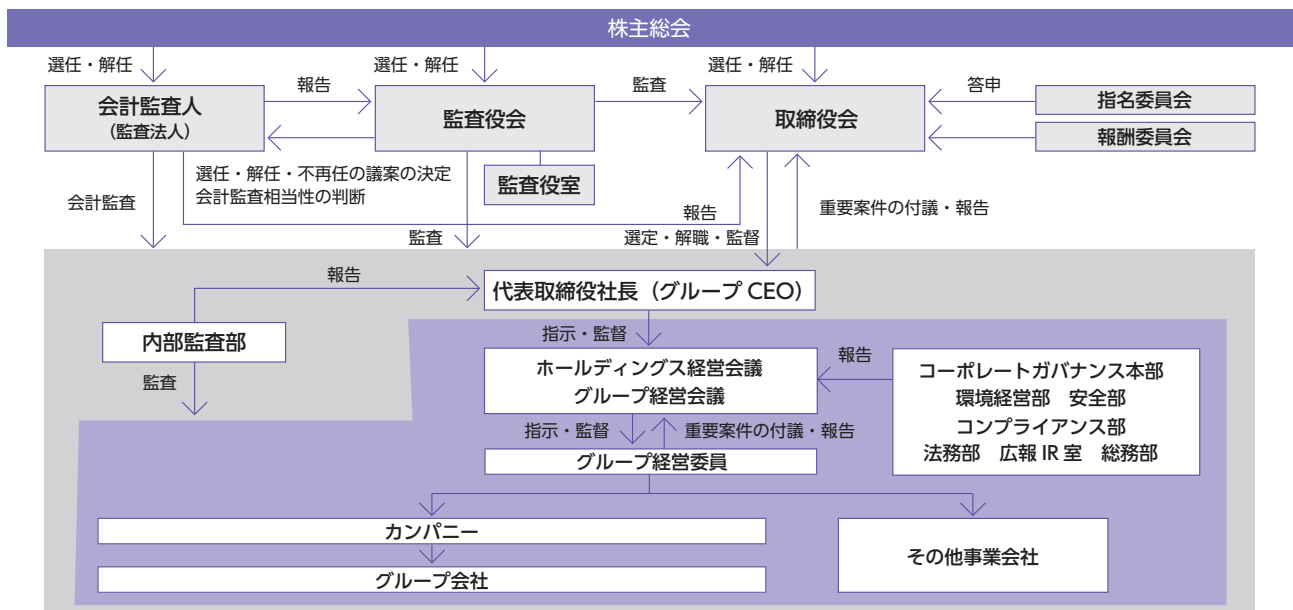 株主総会
選任・解任
選任・解任
選任・解任
会計監査人
(監査法人)
報告
監査役会
監査
取締役会
答申
指名委員会
報酬委員会
選任・解任・不再任の議案の決定
会計監査相当性の判断
監査役室
会計監査
報告
重要案件の付議・報告
監査
選定・解職・監督
報告
代表取締役社長（グループ CEO）
内部監査部
指示・監督
監査
ホールディングス経営会議
グループ経営会議
報告
コーポレートガバナンス本部
環境経営部　安全部
コンプライアンス部
法務部　広報 IR 室　総務部
指示・監督
重要案件の付議・報告
グループ経営委員
カンパニー
その他事業会社
グループ会社